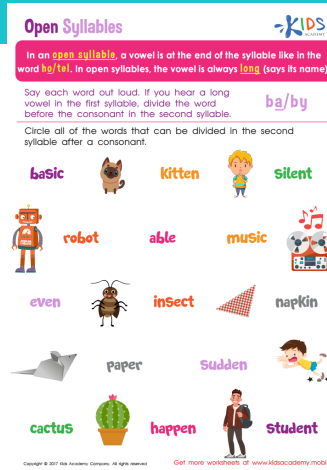 Open Syllables
KIDS
ACADEMY
In an open syllable, a vowel is at the end of the syllable like in the
word ho/tel. In open syllables, the vowel is always long (says its name)
Say each word out loud. If you hear a long
vowel in the first syllable, divide the word
before the consonant in the second syllable.
ba/by
Circle all of the words that can be divided in the second
syllable after a consonant.
basic kitten silent
robot able music
even insect napkin
paper sudden
cactus happen student
Copyright © 2017 Kids Academy Company. All rights reserved
Get more worksheets at www.kidsacademy.mobi